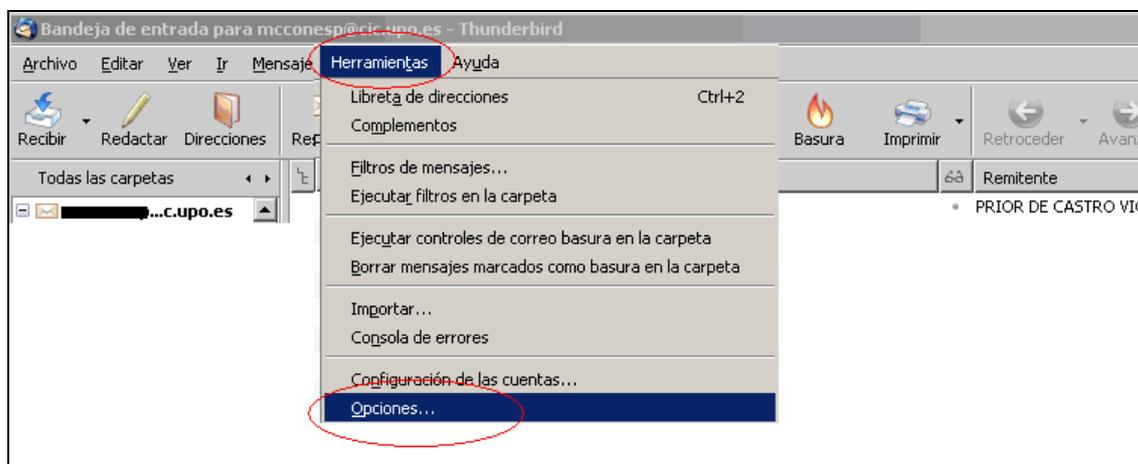 Bandeja de entrada para mcconesp@cic.upo.es - Thunderbird
Archivo Editar Ver Ir Mensaje Herramientas Ayuda
Libreta de direcciones Ctrl+2
Complementos
Recibir Redactar Direcciones Basura Imprimir Retroceder
Filtros de mensajes...
Todas las carpetas Remitente
Ejecutar filtros en la carpeta
...c.upo.es PRIOR DE CASTRO
Ejecutar controles de correo basura en la carpeta
Borrar mensajes marcados como basura en la carpeta
Importar...
Consola de errores
Configuración de las cuentas...
Opciones...